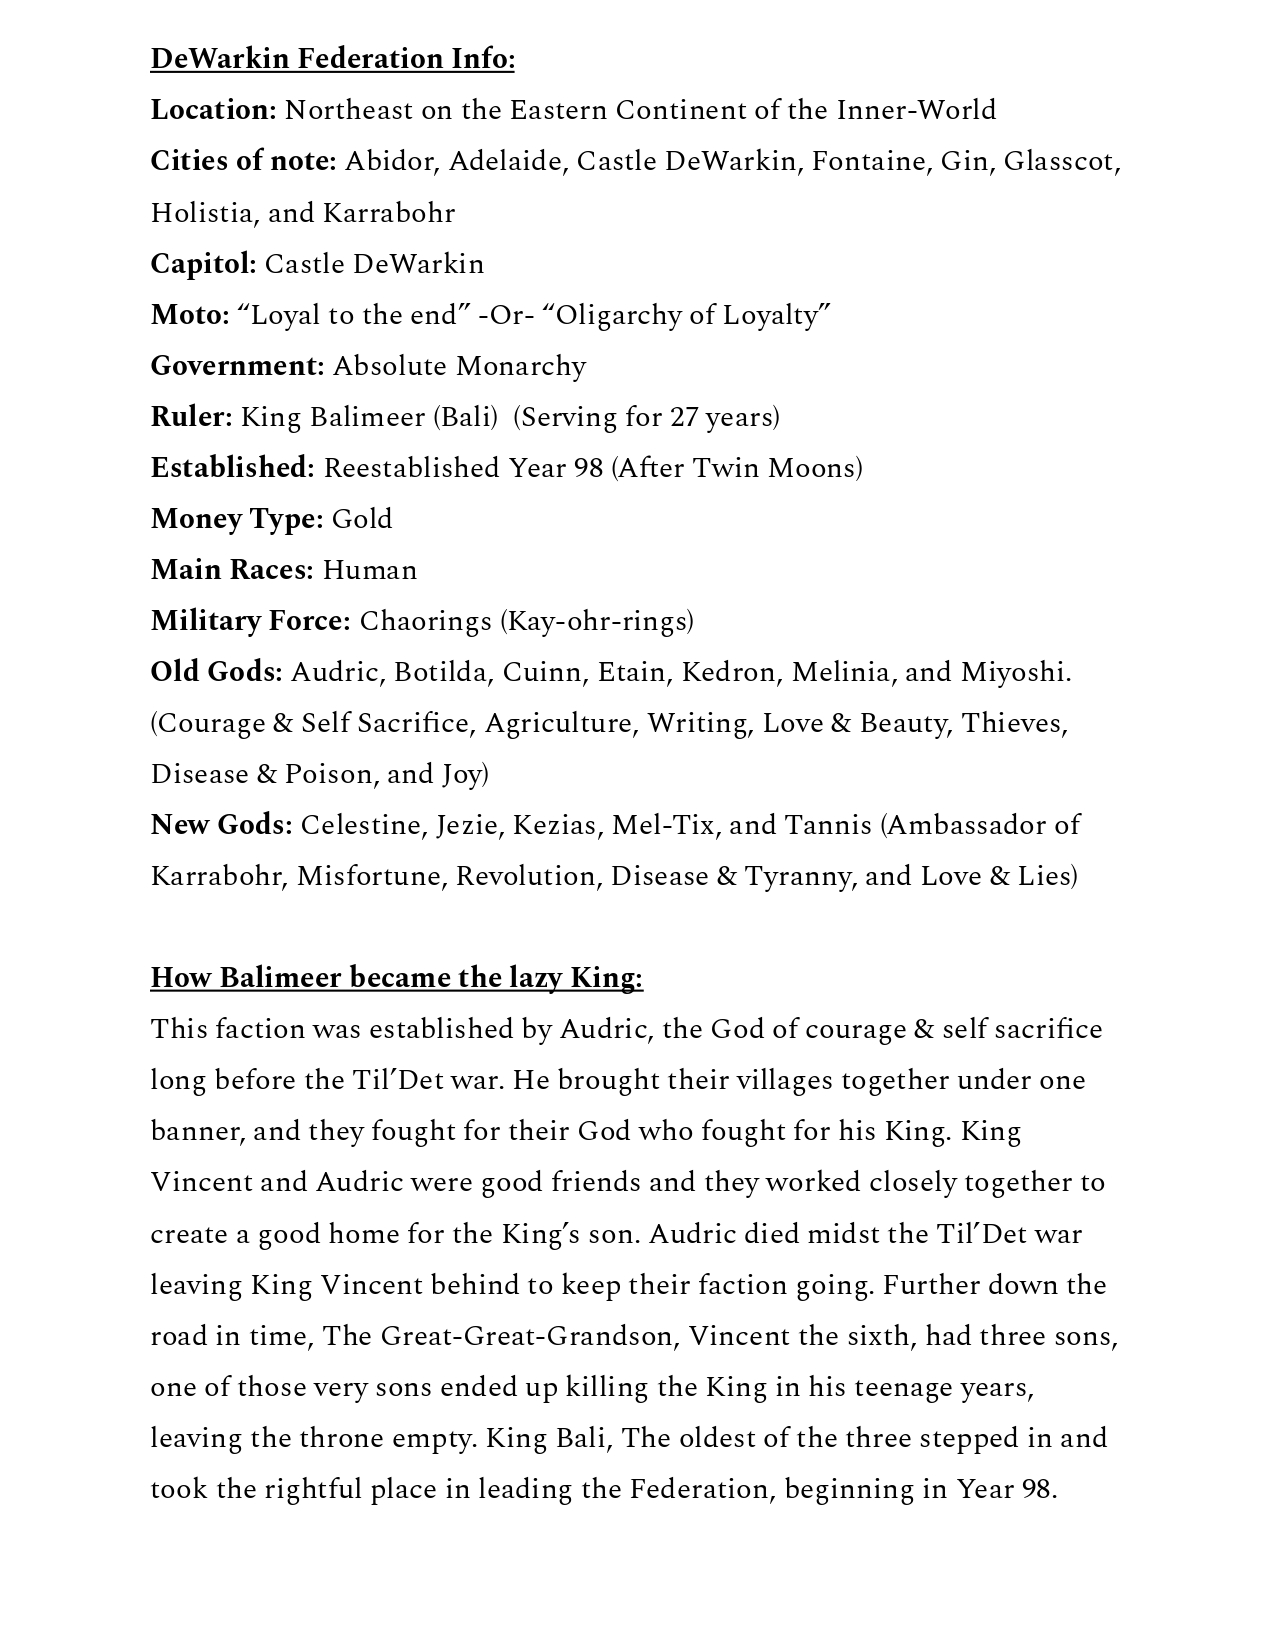 DeWarkin Federation Info:
Location: Northeast on the Eastern Continent of the Inner-World
Cities of note: Abidor, Adelaide, Castle DeWarkin, Fontaine, Gin, Glasscot,
Holistia, and Karrabohr
Capitol: Castle DeWarkin
Moto: “Loyal to the end” -Or- “Oligarchy of Loyalty”
Government: Absolute Monarchy
Ruler: King Balimeer (Bali)  (Serving for 27 years)
Established: Reestablished Year 98 (After Twin Moons)
Money Type: Gold
Main Races: Human
Military Force: Chaorings (Kay-ohr-rings)
Old Gods: Audric, Botilda, Cuinn, Etain, Kedron, Melinia, and Miyoshi.
(Courage & Self Sacrifice, Agriculture, Writing, Love & Beauty, Thieves,
Disease & Poison, and Joy)
New Gods: Celestine, Jezie, Kezias, Mel-Tix, and Tannis (Ambassador of
Karrabohr, Misfortune, Revolution, Disease & Tyranny, and Love & Lies)
How Balimeer became the lazy King:
This faction was established by Audric, the God of courage & self sacrifice
long before the Til’Det war. He brought their villages together under one
banner, and they fought for their God who fought for his King. King
Vincent and Audric were good friends and they worked closely together to
create a good home for the King’s son. Audric died midst the Til’Det war
leaving King Vincent behind to keep their faction going. Further down the
road in time, The Great-Great-Grandson, Vincent the sixth, had three sons,
one of those very sons ended up killing the King in his teenage years,
leaving the throne empty. King Bali, The oldest of the three stepped in and
took the rightful place in leading the Federation, beginning in Year 98.